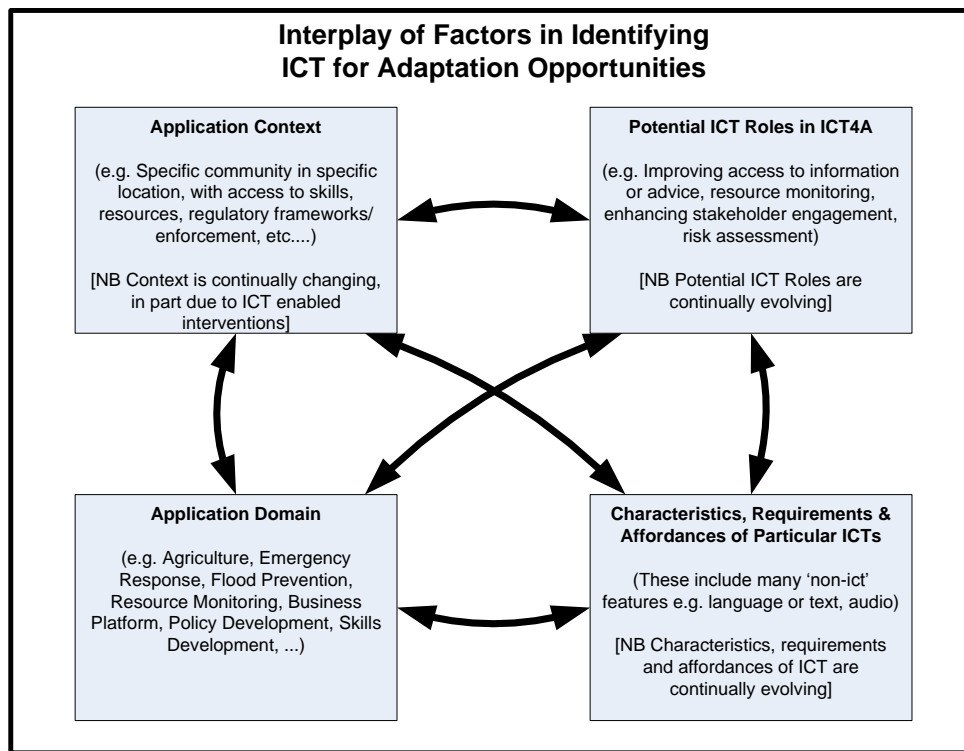 Interplay of Factors in Identifying
ICT for Adaptation Opportunities
Application Context
(e.g. Specific community in specific
location, with access to skills,
resources, regulatory frameworks/
enforcement, etc....)
[NB Context is continually changing,
in part due to ICT enabled
interventions]
Potential ICT Roles in ICT4A
(e.g. Improving access to information
or advice, resource monitoring,
enhancing stakeholder engagement,
risk assessment)
[NB Potential ICT Roles are
continually evolving]
Application Domain
(e.g. Agriculture, Emergency
Response, Flood Prevention,
Resource Monitoring, Business
Platform, Policy Development, Skills
Development, ...)
Characteristics, Requirements &
Affordances of Particular ICTs
(These include many ‘non-ict’
features e.g. language or text, audio)
[NB Characteristics, requirements
and affordances of ICT are
continually evolving]